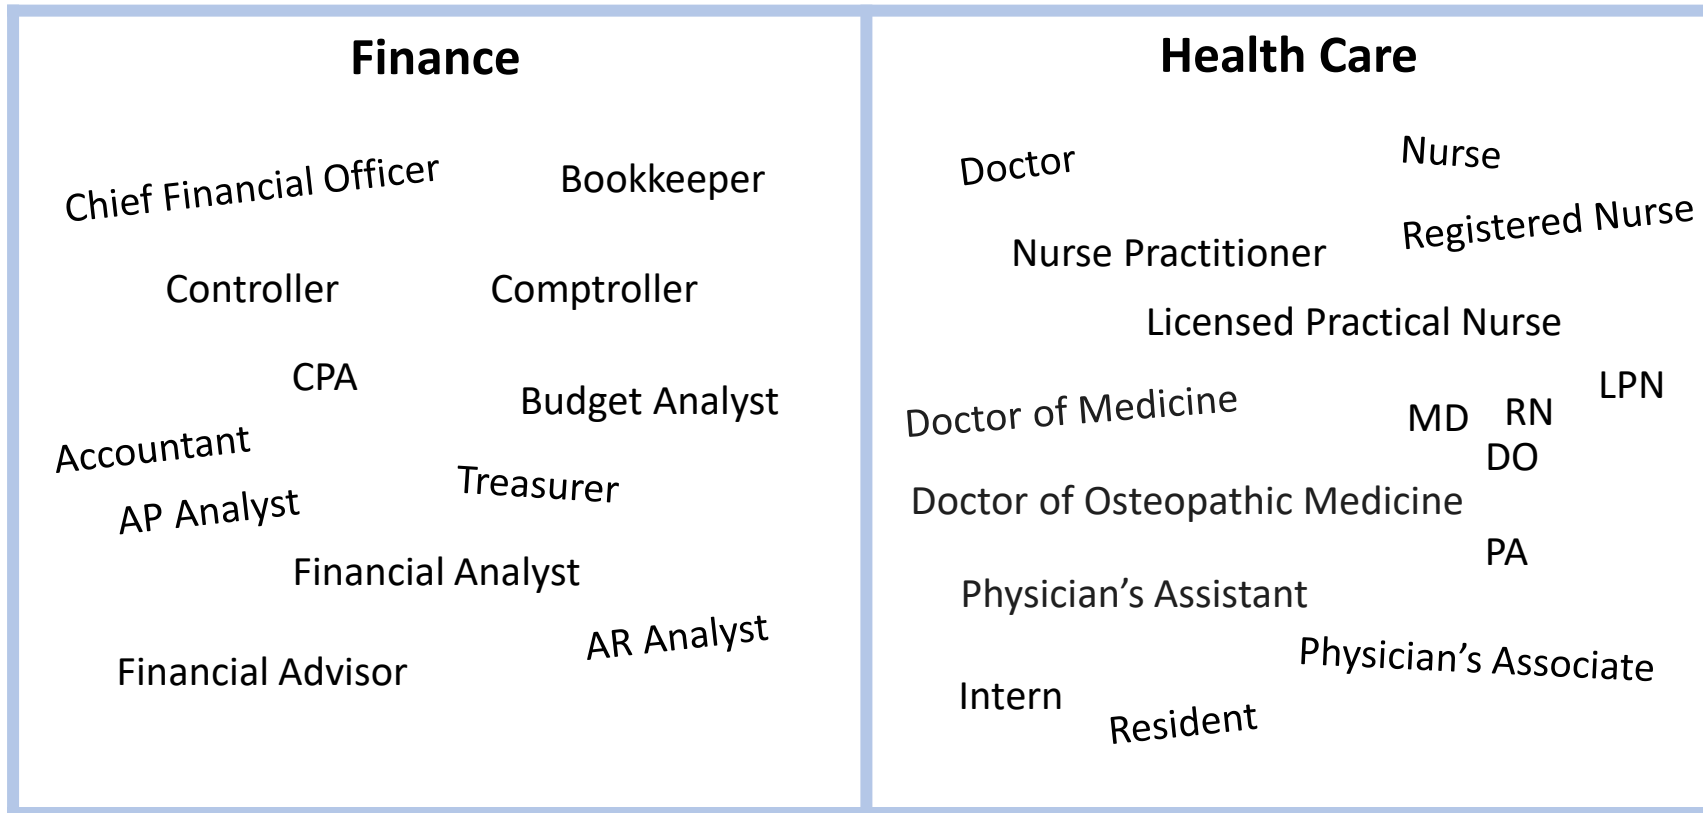 Finance
Chief Financial Officer
Bookkeeper
Controller
Comptroller
CPA
Budget Analyst
Accountant
Treasurer
AP Analyst
Financial Analyst
AR Analyst
Financial Advisor
Health Care
Doctor
Nurse
Registered Nurse
Nurse Practitioner
Licensed Practical Nurse
LPN
Doctor of Medicine
MD
RN
DO
Doctor of Osteopathic Medicine
PA
Physician’s Assistant
Physician’s Associate
Intern
Resident